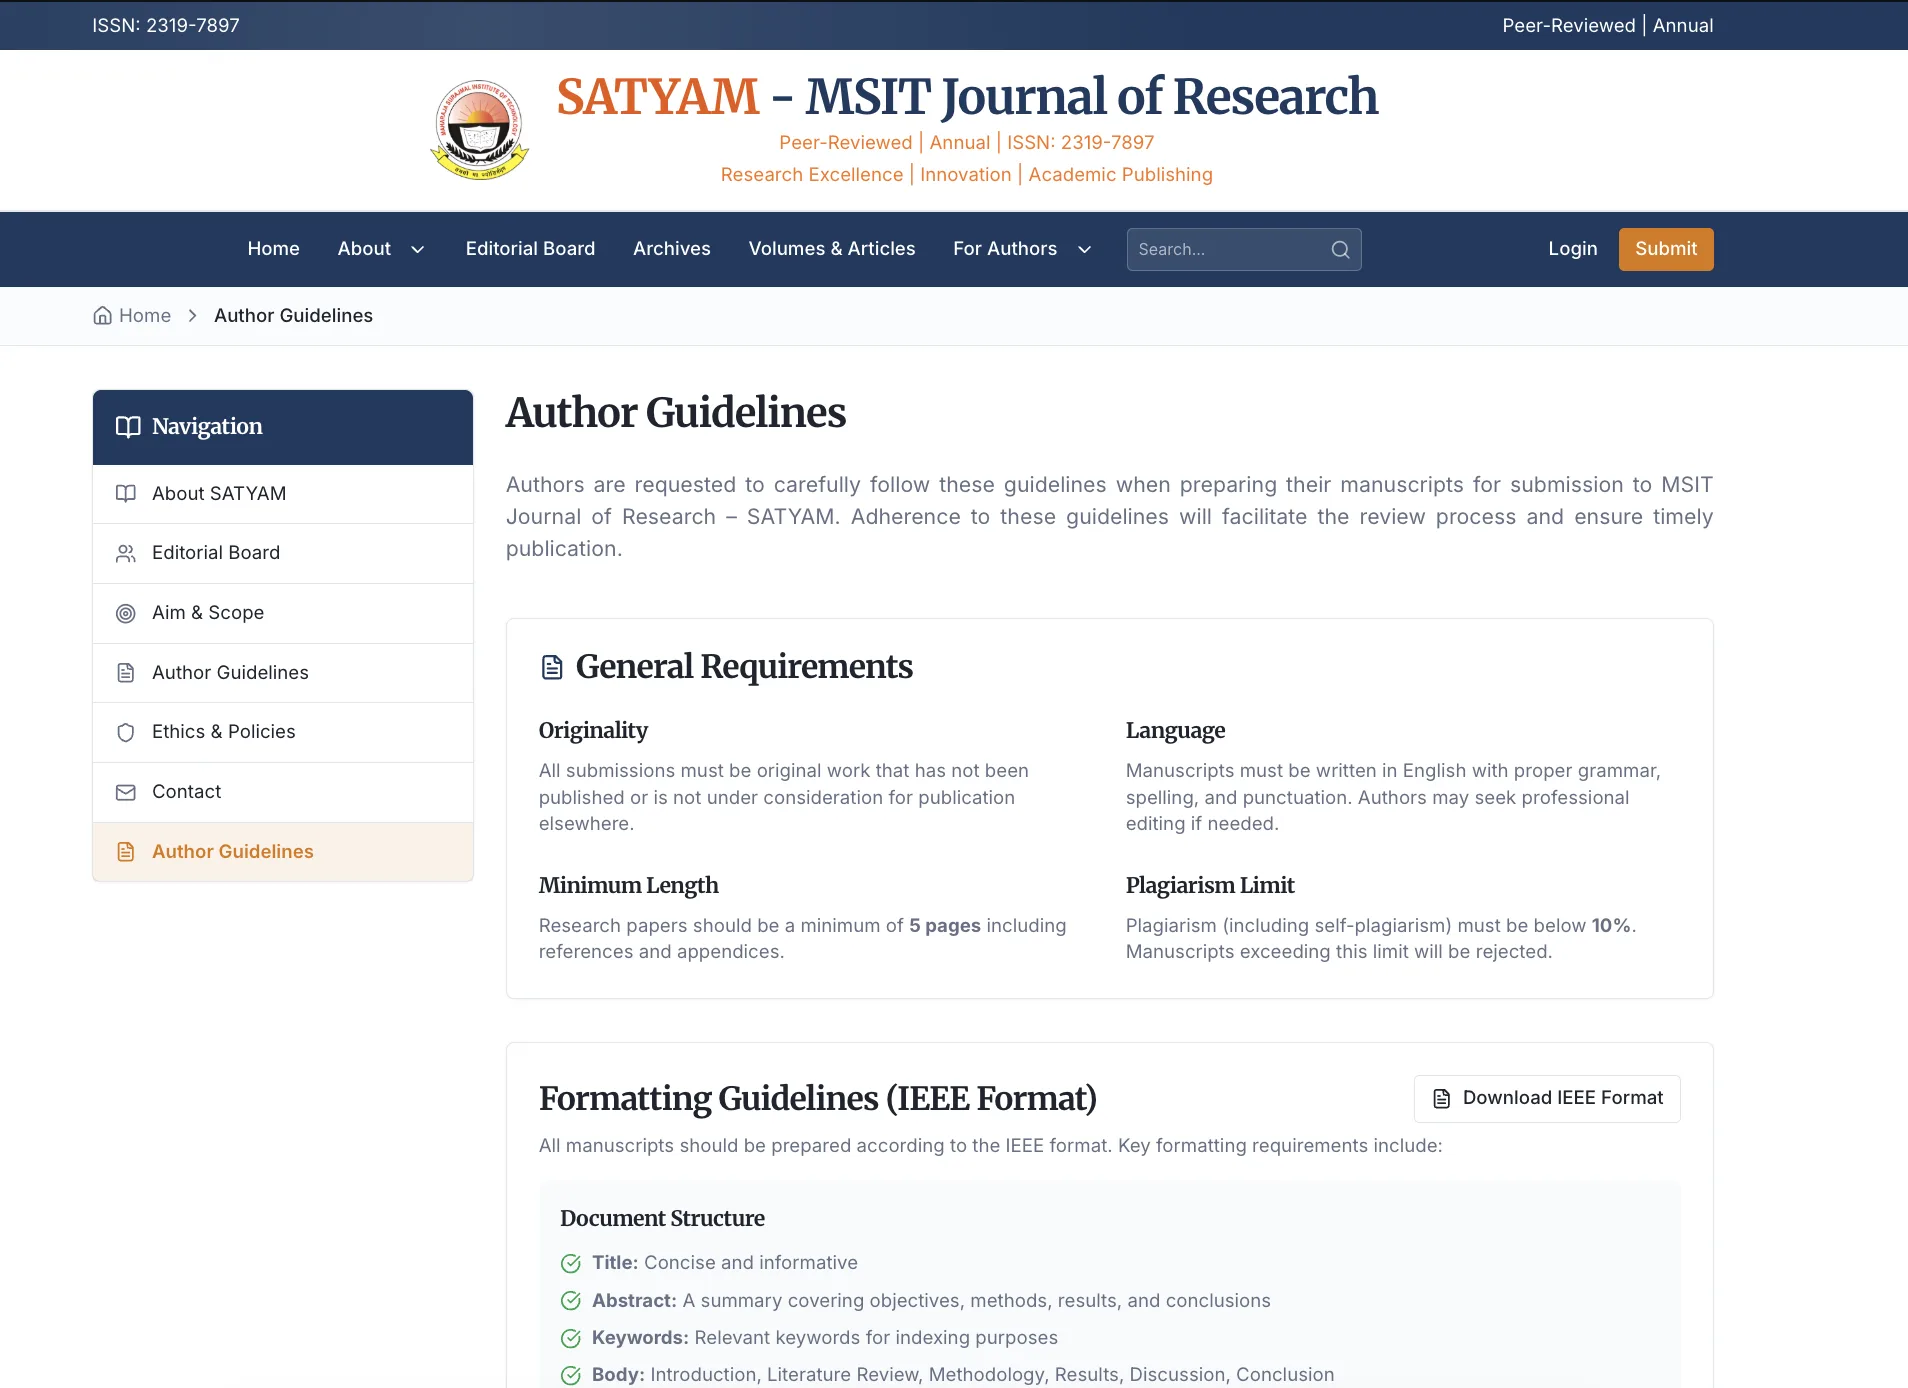 ISSN: 2319-7897
Peer-Reviewed | Annual
MAHARAJA SURAJMAL INSTITUTE OF TECHNOLOGY
SATYAM - MSIT Journal of Research
Peer-Reviewed | Annual | ISSN: 2319-7897
Research Excellence | Innovation | Academic Publishing
Home
About
Editorial Board
Archives
Volumes & Articles
For Authors
Search...
Login
Submit
Home
Author Guidelines
Navigation
About SATYAM
Editorial Board
Aim & Scope
Author Guidelines
Ethics & Policies
Contact
Author Guidelines
Author Guidelines
Authors are requested to carefully follow these guidelines when preparing their manuscripts for submission to MSIT
Journal of Research – SATYAM. Adherence to these guidelines will facilitate the review process and ensure timely
publication.
General Requirements
Originality
All submissions must be original work that has not been
published or is not under consideration for publication
elsewhere.
Language
Manuscripts must be written in English with proper grammar,
spelling, and punctuation. Authors may seek professional
editing if needed.
Minimum Length
Research papers should be a minimum of 5 pages including
references and appendices.
Plagiarism Limit
Plagiarism (including self-plagiarism) must be below 10%.
Manuscripts exceeding this limit will be rejected.
Formatting Guidelines (IEEE Format)
Download IEEE Format
All manuscripts should be prepared according to the IEEE format. Key formatting requirements include:
Document Structure
Title: Concise and informative
Abstract: A summary covering objectives, methods, results, and conclusions
Keywords: Relevant keywords for indexing purposes
Body: Introduction, Literature Review, Methodology, Results, Discussion, Conclusion